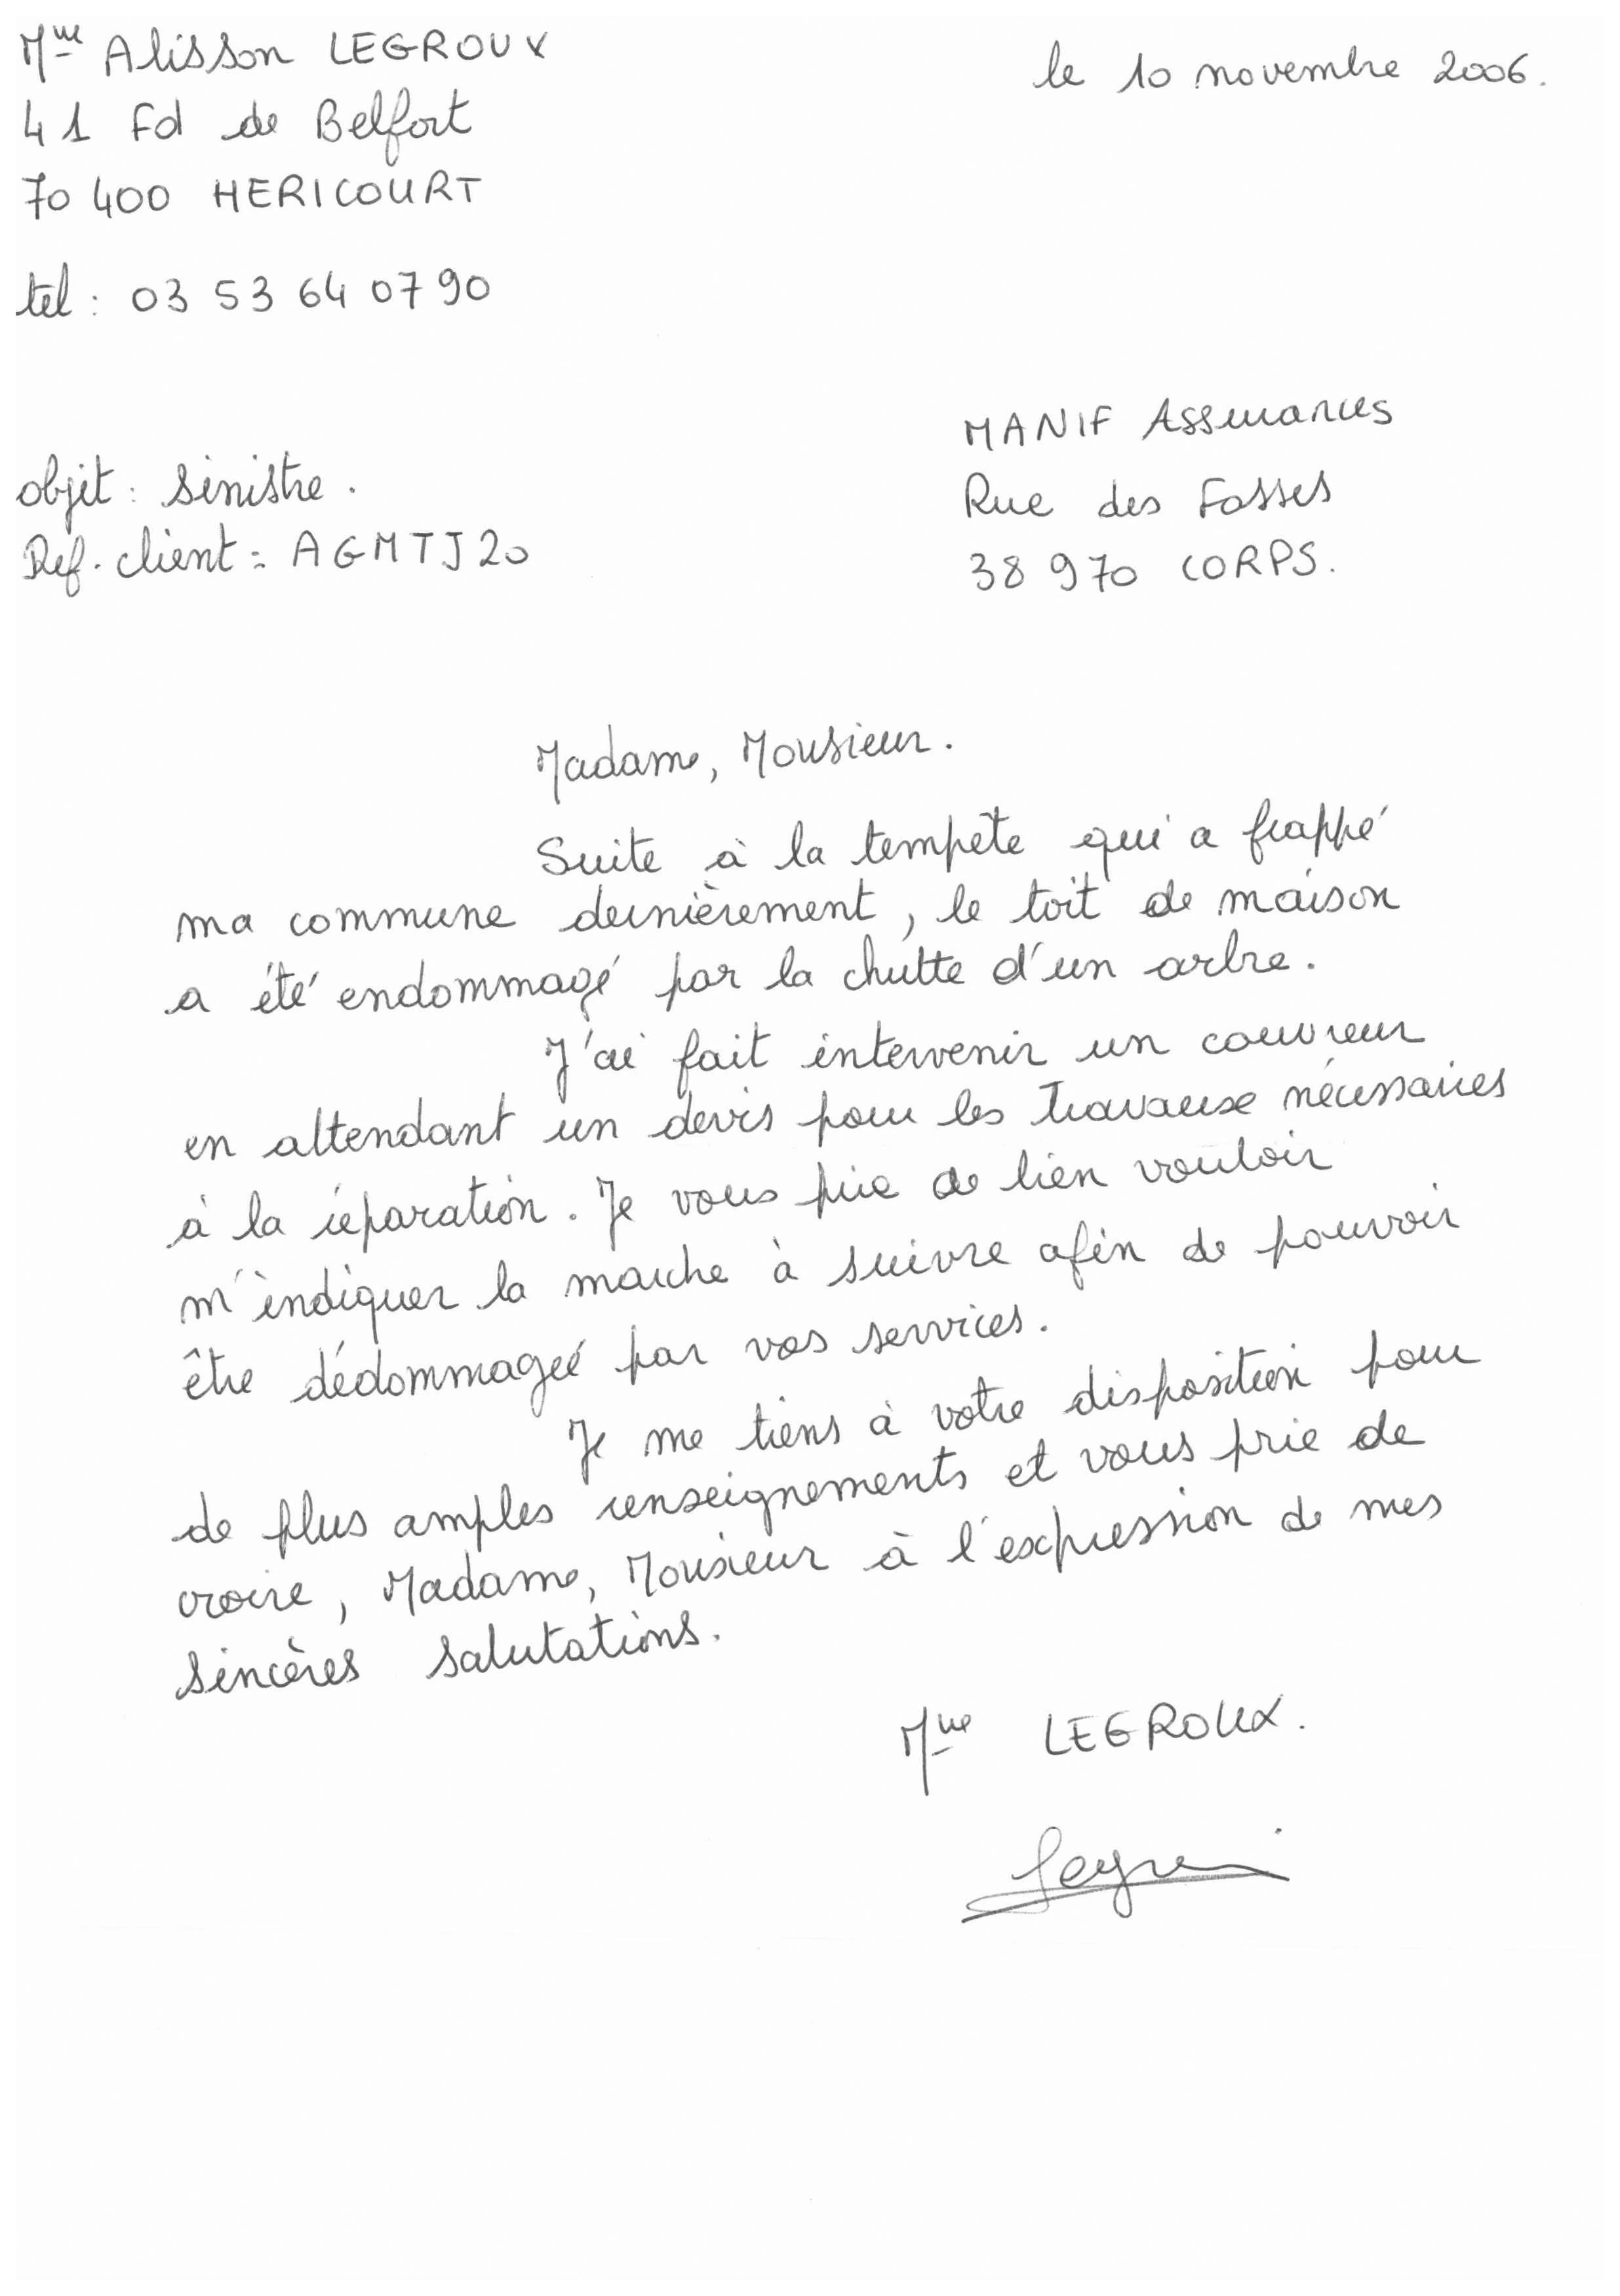 Mme Alisson LEGROUX
le 10 novembre 2006.
41 Fd de Belfort
70 400 HERICOURT
tel : 03 53 64 07 90
MANIF Assurances
objet : Sinistre.
Rue des Fosses
Ref. client : AGMTJ20
38 970 CORPS.
Madame, Monsieur.
Suite à la tempête qui a frappé
ma commune dernièrement, le toit de maison
a été endommagé par la chutte d'un arbre.
J'ai fait intervenir un couvreur
en attendant un devis pour les travaux nécessaires
à la réparation. Je vous prie de bien vouloir
m'indiquer la marche à suivre afin de pouvoir
être dédommagée par vos services.
Je me tiens à votre disposition pour
de plus amples renseignements et vous prie de
croire, Madame, Monsieur à l'expression de mes
sincères salutations.
Mme LEGROUX.